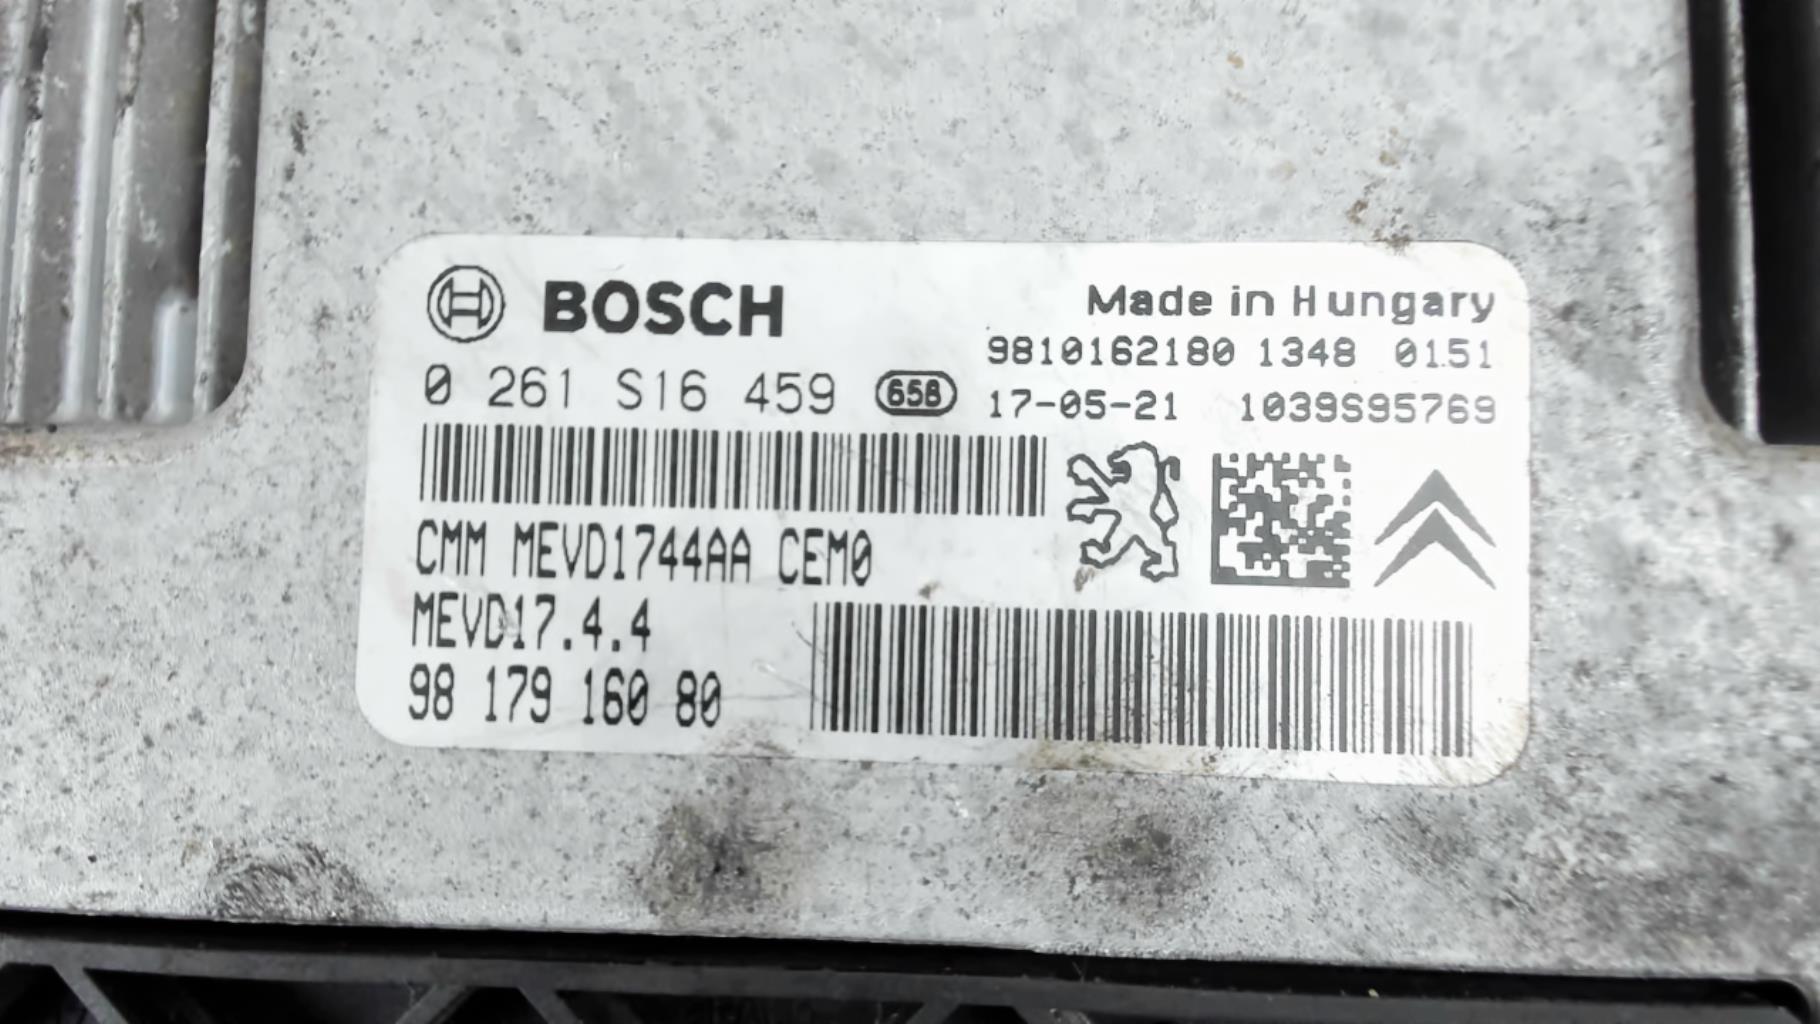 BOSCH
Made in Hungary
9810162180 1348 0151
0 261 S16 459 658
17-05-21 1039S95769
CMM MEVD1744AA CEM0
MEVD17.4.4
98 179 160 80